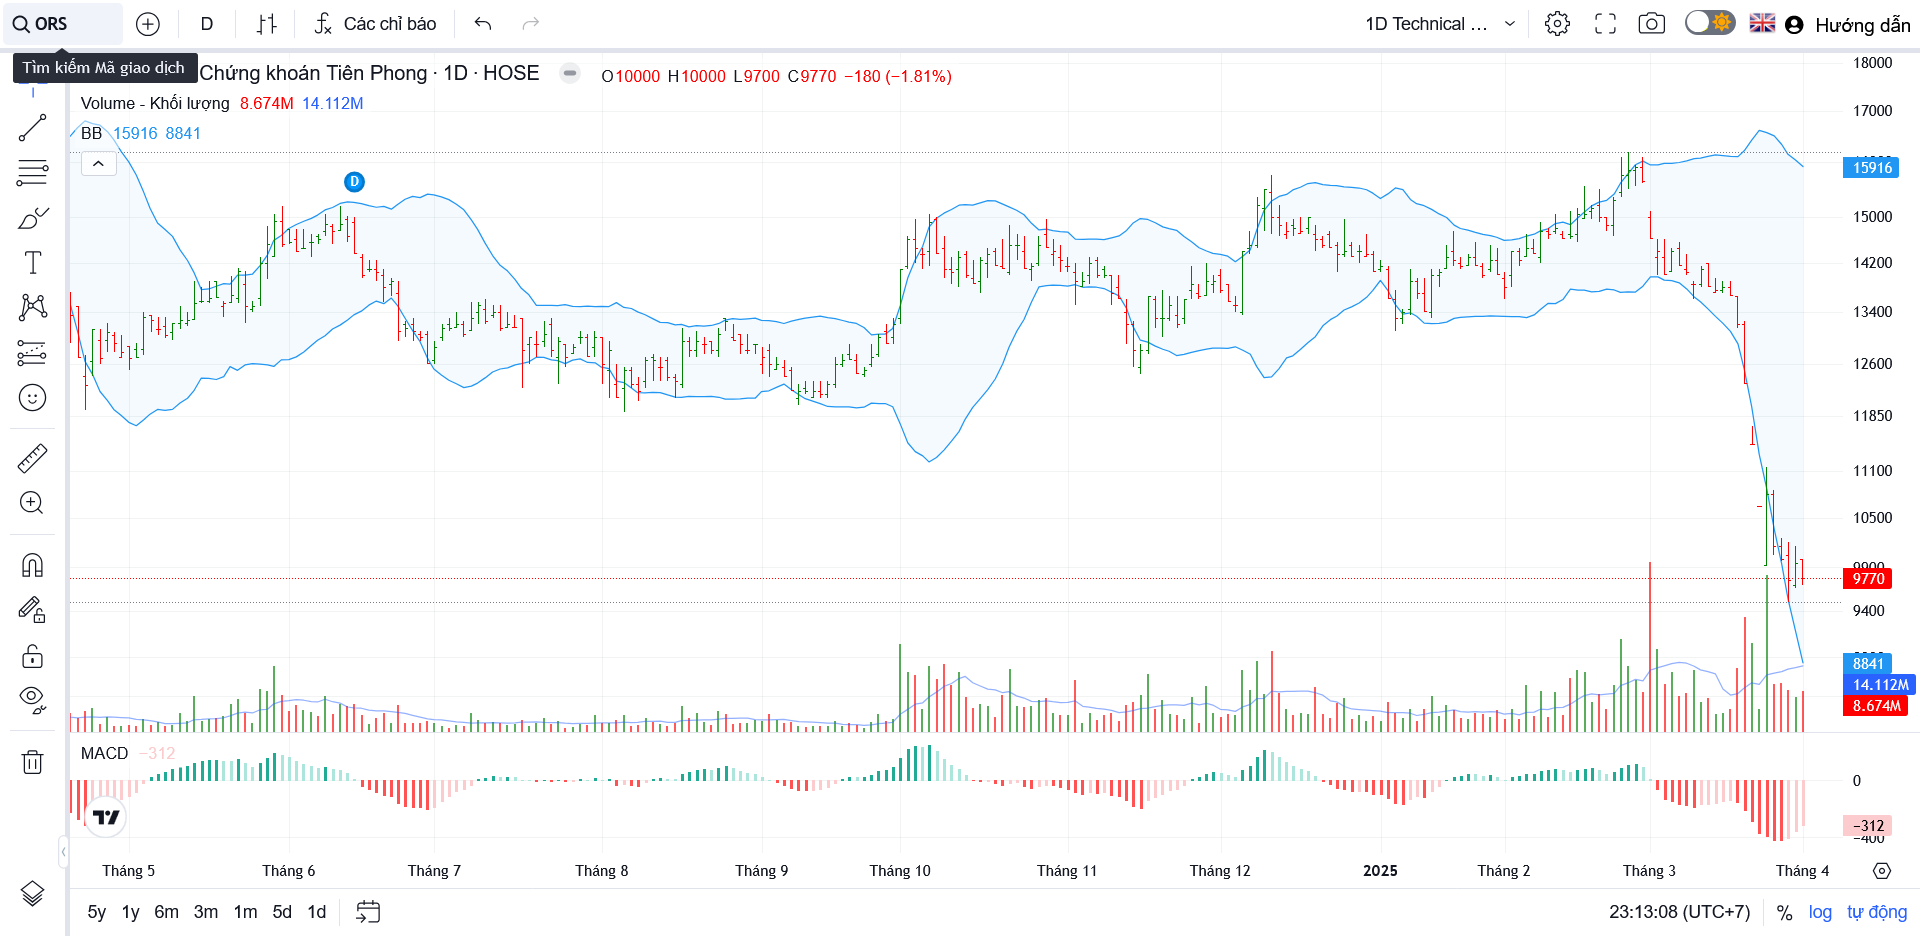 ORS
D
Các chỉ báo
1D Technical ...
Hướng dẫn
Tìm kiếm Mã giao dịch
Chứng khoán Tiên Phong · 1D · HOSE
O10000 H10000 L9700 C9770 −180 (−1.81%)
Volume - Khối lượng 8.674M 14.112M
BB 15916 8841
D
T
18000
17000
15916
15000
14200
13400
12600
11850
11100
10500
9900
9770
9400
8841
14.112M
8.674M
MACD −312
0
−312
−400
Tháng 5 Tháng 6 Tháng 7 Tháng 8 Tháng 9 Tháng 10 Tháng 11 Tháng 12 2025 Tháng 2 Tháng 3 Tháng 4
5y 1y 6m 3m 1m 5d 1d
23:13:08 (UTC+7) % log tự động